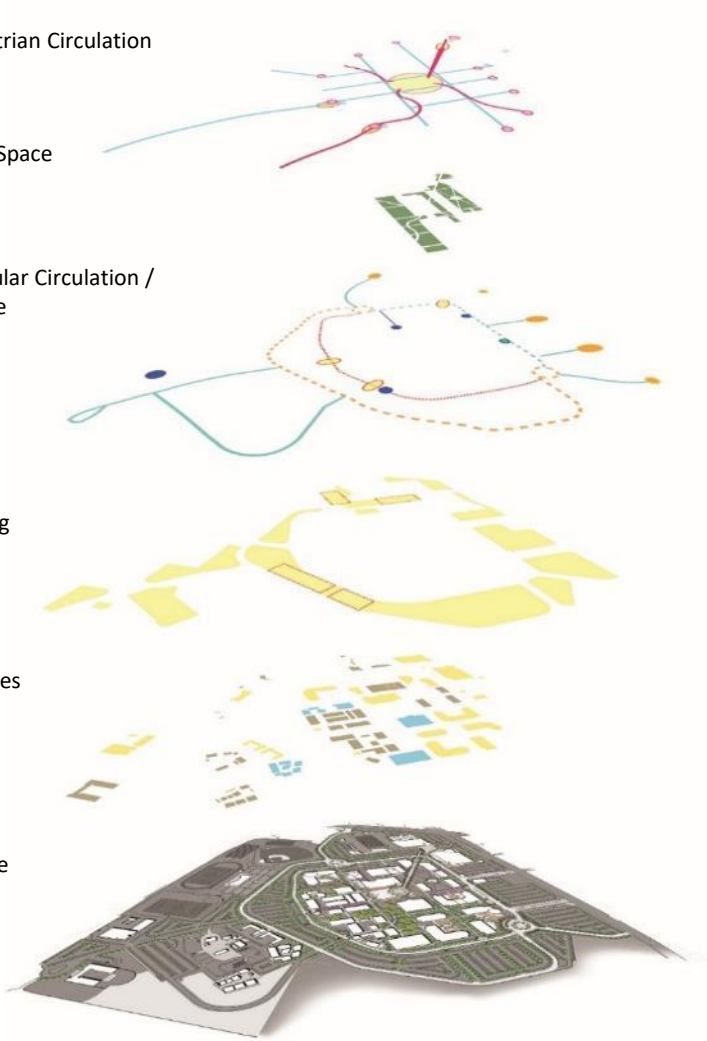 trian Circulation
Space
ular Circulation /
e
g
es
e